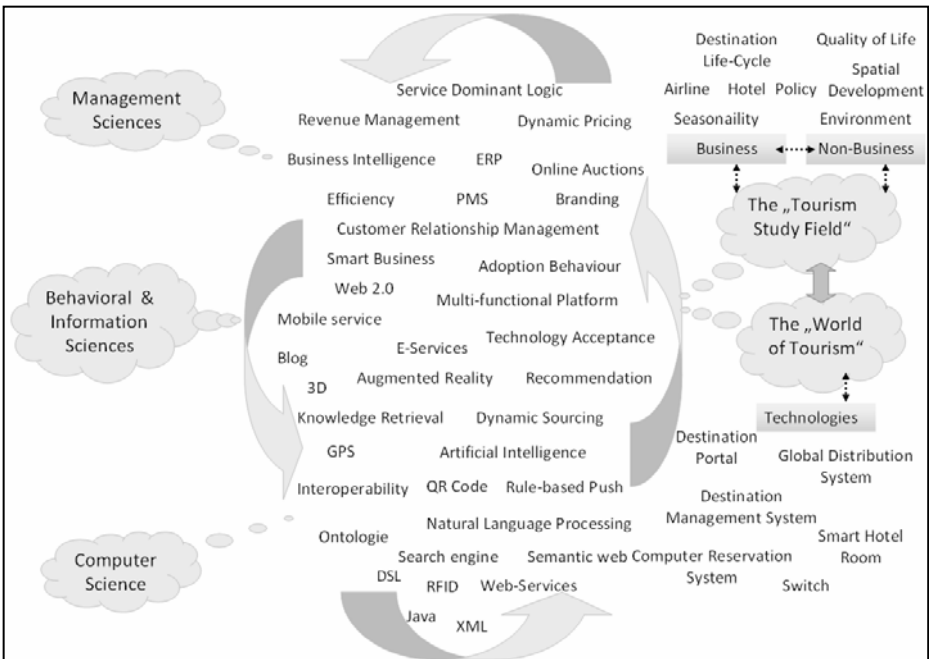 Management
Sciences
Behavioral &
Information
Sciences
Computer
Science
Service Dominant Logic
Revenue Management
Dynamic Pricing
Business Intelligence
ERP
Online Auctions
Efficiency
PMS
Branding
Customer Relationship Management
Smart Business
Adoption Behaviour
Web 2.0
Multi-functional Platform
Mobile service
Technology Acceptance
E-Services
Blog
3D
Augmented Reality
Recommendation
Knowledge Retrieval
Dynamic Sourcing
GPS
Artificial Intelligence
Interoperability
QR Code
Rule-based Push
Natural Language Processing
Ontologie
Search engine
Semantic web
DSL
RFID
Web-Services
Java
XML
Destination
Life-Cycle
Quality of Life
Spatial
Development
Airline
Hotel
Policy
Seasonaility
Environment
Business
Non-Business
The „Tourism
Study Field“
The „World
of Tourism“
Technologies
Destination
Portal
Global Distribution
System
Destination
Management System
Smart Hotel
Room
Computer Reservation
System
Switch